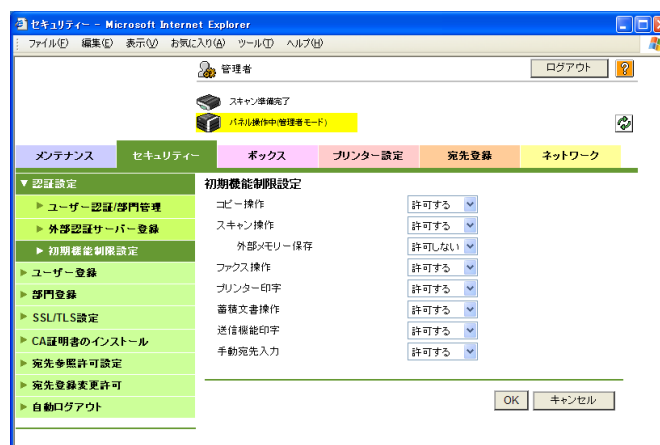 セキュリティー - Microsoft Internet Explorer
ファイル(F) 編集(E) 表示(V) お気に入り(A) ツール(T) ヘルプ(H)
管理者 ログアウト ?
スキャン準備完了
パネル操作中(管理者モード)
メンテナンス セキュリティー ボックス プリンター設定 宛先登録 ネットワーク
▼認証設定
▶ユーザー認証/部門管理
▶外部認証サーバー登録
▶初期機能制限設定
▶ユーザー登録
▶部門登録
▶SSL/TLS設定
▶CA証明書のインストール
▶宛先参照許可設定
▶宛先登録変更許可
▶自動ログアウト
初期機能制限設定
コピー操作 許可する
スキャン操作 許可する
外部メモリー保存 許可しない
ファクス操作 許可する
プリンター印字 許可する
蓄積文書操作 許可する
送信機能印字 許可する
手動宛先入力 許可する
OK キャンセル